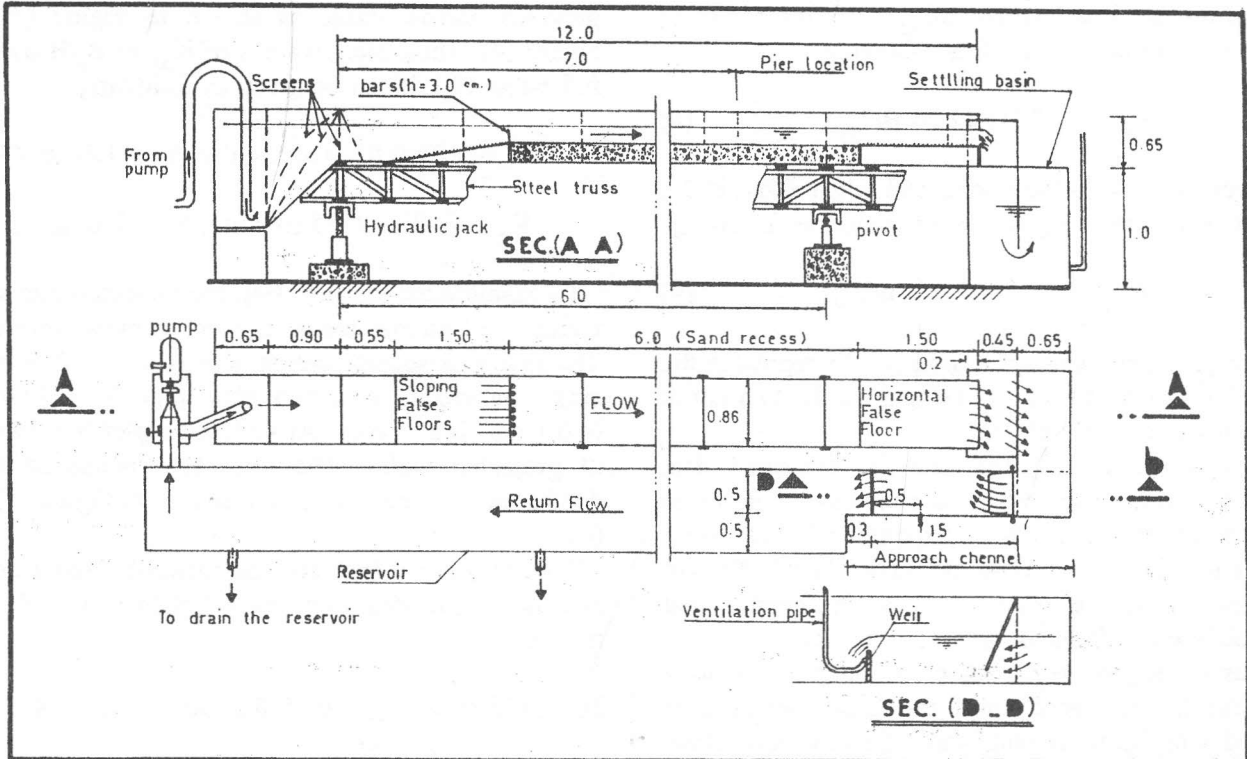 12.0
7.0
Pier location
Screens
bars (h=3.0 cm.)
Settlling basin
From
pump
0.65
Stteel truss
Hydraulic jack
SEC.(A A)
pivot
1.0
6.0
pump
0.65 0.90 0.55 1.50 6.0 (Sand recess) 1.50 0.45 0.65
0.2
A
Sloping
False
Floors
FLOW
0.86
Horizontal
False
Floor
A
D
D
0.5
0.5
Return Flow
0.5
0.3 1.5
Approach chennel
Reservoir
To drain the reservoir
Ventilation pipe
Weir
SEC. (D_D)